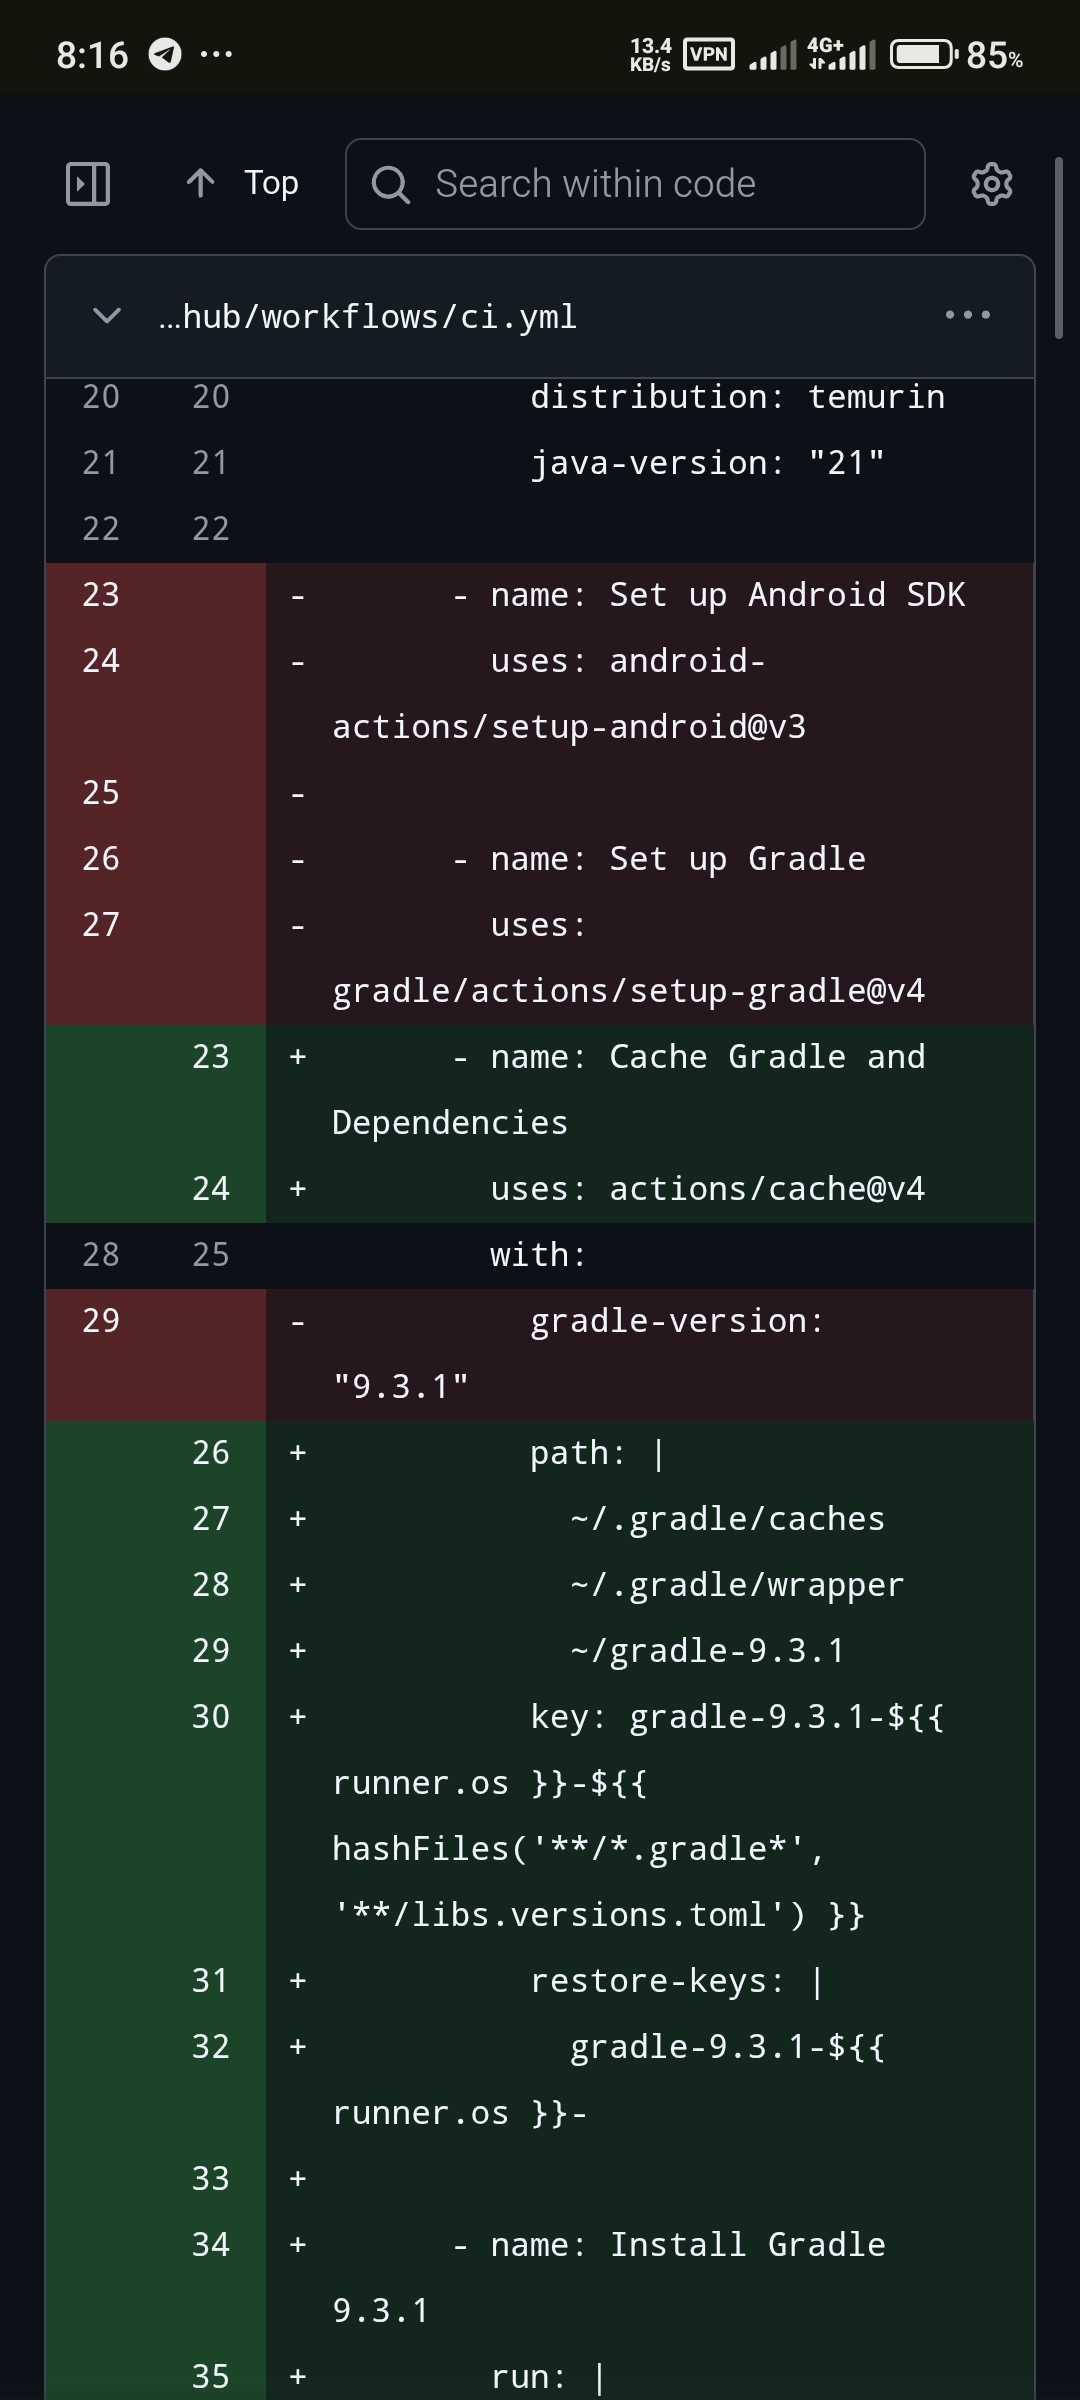 8:16 ... 13.4 KB/s VPN 4G+ 85%
Top Search within code
...hub/workflows/ci.yml ...
20 20 distribution: temurin
21 21 java-version: "21"
22 22
23 - - name: Set up Android SDK
24 - uses: android-
actions/setup-android@v3
25 -
26 - - name: Set up Gradle
27 - uses:
gradle/actions/setup-gradle@v4
23 + - name: Cache Gradle and
Dependencies
24 + uses: actions/cache@v4
28 25 with:
29 - gradle-version:
"9.3.1"
26 + path: |
27 + ~/.gradle/caches
28 + ~/.gradle/wrapper
29 + ~/gradle-9.3.1
30 + key: gradle-9.3.1-${{
runner.os }}-${{
hashFiles('**/*.gradle*',
'**/libs.versions.toml') }}
31 + restore-keys: |
32 + gradle-9.3.1-${{
runner.os }}-
33 +
34 + - name: Install Gradle
9.3.1
35 + run: |